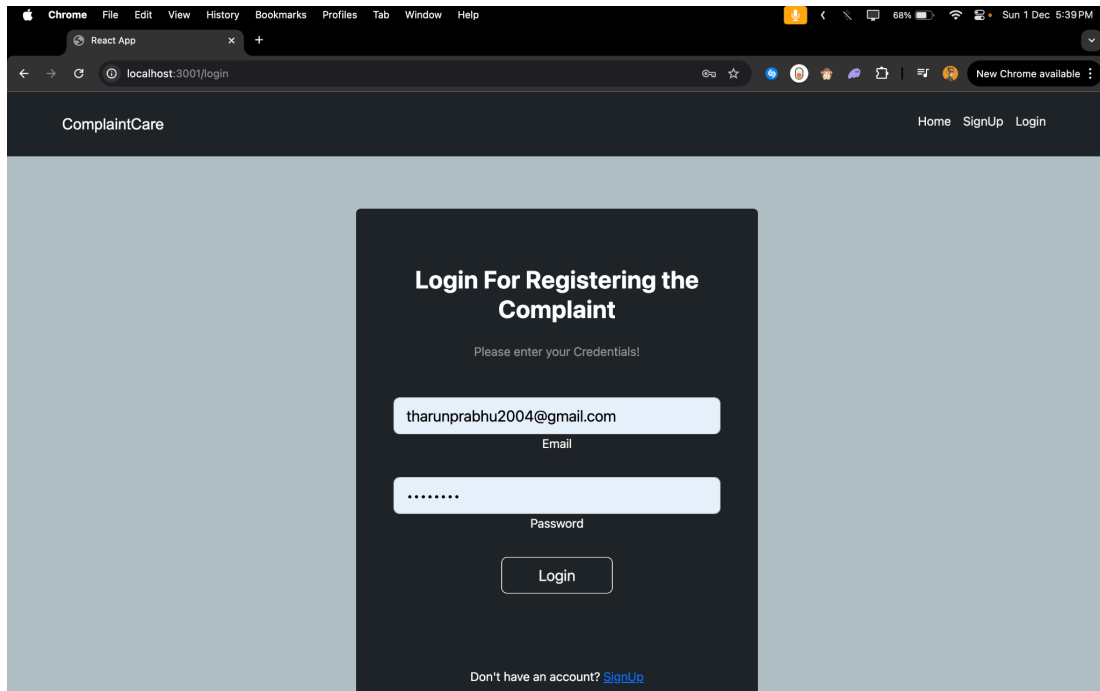 Chrome File Edit View History Bookmarks Profiles Tab Window Help 68% Sun 1 Dec 5:39 PM
React App
localhost:3001/login New Chrome available
ComplaintCare Home SignUp Login
Login For Registering the
Complaint
Please enter your Credentials!
tharunprabhu2004@gmail.com
Email
••••••••
Password
Login
Don't have an account? SignUp